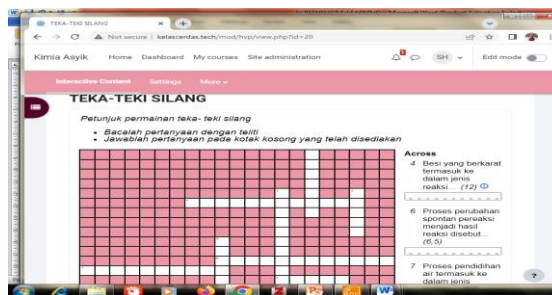 TEKA-TEKI SILANG
Not secure | kelascerdas.tech/mod/hvp/view.php?id=20
Kimia Asyik Home Dashboard My courses Site administration SH Edit mode
Interactive Content Settings More
TEKA-TEKI SILANG
Petunjuk permainan teka- teki silang
Bacalah pertanyaan dengan teliti
Jawablah pertanyaan pada kotak kosong yang telah disediakan
Across
4 Besi yang berkarat
termasuk ke
dalam jenis
reaksi... (12)
6 Proses perubahan
spontan pereaksi
menjadi hasil
reaksi disebut...
(6,5)
7 Proses pendidihan
air termasuk ke
dalam jenis